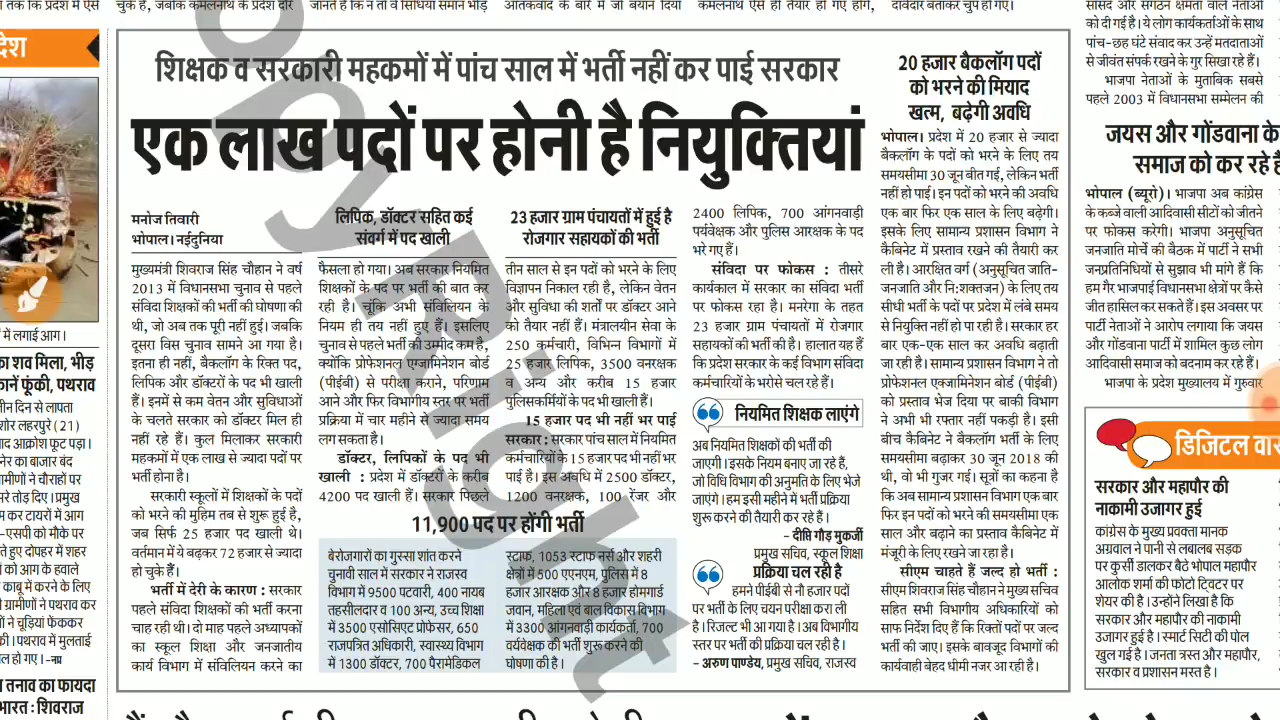 शिक्षक व सरकारी महकमों में पांच साल में भर्ती नहीं कर पाई सरकार
एक लाख पदों पर होनी है नियुक्तियां
मनोज तिवारी
भोपाल। नईदुनिया
मुख्यमंत्री शिवराज सिंह चौहान ने वर्ष
2013 में विधानसभा चुनाव से पहले
संविदा शिक्षकों की भर्ती की घोषणा की
थी, जो अब तक पूरी नहीं हुई। जबकि
दूसरा विस चुनाव सामने आ गया है।
इतना ही नहीं, बैकलॉग के रिक्त पद,
लिपिक और डॉक्टरों के पद भी खाली
हैं। इनमें से कम वेतन और सुविधाओं
के चलते सरकार को डॉक्टर मिल ही
नहीं रहे हैं। कुल मिलाकर सरकारी
महकमों में एक लाख से ज्यादा पदों पर
भर्ती होना है।
सरकारी स्कूलों में शिक्षकों के पदों
को भरने की मुहिम तब से शुरू हुई है,
जब सिर्फ 25 हजार पद खाली थे।
वर्तमान में ये बढ़कर 72 हजार से ज्यादा
हो चुके हैं।
भर्ती में देरी के कारण : सरकार
पहले संविदा शिक्षकों की भर्ती करना
चाह रही थी। दो माह पहले अध्यापकों
का स्कूल शिक्षा और जनजातीय
कार्य विभाग में संविलियन करने का
लिपिक, डॉक्टर सहित कई
संवर्ग में पद खाली
फैसला हो गया। अब सरकार नियमित
शिक्षकों के पद पर भर्ती की बात कर
रही है। चूंकि अभी संविलियन के
नियम ही तय नहीं हुए हैं। इसलिए
चुनाव से पहले भर्ती की उम्मीद कम है,
क्योंकि प्रोफेशनल एग्जामिनेशन बोर्ड
(पीईबी) से परीक्षा कराने, परिणाम
आने और फिर विभागीय स्तर पर भर्ती
प्रक्रिया में चार महीने से ज्यादा समय
लग सकता है।
डॉक्टर, लिपिकों के पद भी
खाली : प्रदेश में डॉक्टरों के करीब
4200 पद खाली हैं। सरकार पिछले
23 हजार ग्राम पंचायतों में हुई है
रोजगार सहायकों की भर्ती
तीन साल से इन पदों को भरने के लिए
विज्ञापन निकाल रही है, लेकिन वेतन
और सुविधा की शर्तों पर डॉक्टर आने
को तैयार नहीं हैं। मंत्रालयीन सेवा के
250 कर्मचारी, विभिन्न विभागों में
25 हजार लिपिक, 3500 वनरक्षक
व अन्य और करीब 15 हजार
पुलिसकर्मियों के पद भी खाली हैं।
15 हजार पद भी नहीं भर पाई
सरकार : सरकार पांच साल में नियमित
कर्मचारियों के 15 हजार पद भी नहीं भर
पाई है। इस अवधि में 2500 डॉक्टर,
1200 वनरक्षक, 100 रेंजर और
11,900 पद पर होंगी भर्ती
बेरोजगारों का गुस्सा शांत करने
चुनावी साल में सरकार ने राजस्व
विभाग में 9500 पटवारी, 400 नायब
तहसीलदार व 100 अन्य, उच्च शिक्षा
में 3500 एसोसिएट प्रोफेसर, 650
राजपत्रित अधिकारी, स्वास्थ्य विभाग
में 1300 डॉक्टर, 700 पैरामेडिकल
स्टाफ, 1053 स्टाफ नर्स और शहरी
क्षेत्रों में 500 एएनएम, पुलिस में 8
हजार आरक्षक और 8 हजार होमगार्ड
जवान, महिला एवं बाल विकास विभाग
में 3300 आंगनवाड़ी कार्यकर्ता, 700
पर्यवेक्षक की भर्ती शुरू करने की
घोषणा की है।
2400 लिपिक, 700 आंगनवाड़ी
पर्यवेक्षक और पुलिस आरक्षक के पद
भरे गए हैं।
संविदा पर फोकस : तीसरे
कार्यकाल में सरकार का संविदा भर्ती
पर फोकस रहा है। मनरेगा के तहत
23 हजार ग्राम पंचायतों में रोजगार
सहायकों की भर्ती की है। हालात यह हैं
कि प्रदेश सरकार के कई विभाग संविदा
कर्मचारियों के भरोसे चल रहे हैं।
नियमित शिक्षक लाएंगे
अब नियमित शिक्षकों की भर्ती की
जाएगी। इसके नियम बनाए जा रहे हैं,
जो विधि विभाग की अनुमति के लिए भेजे
जाएंगे। हम इसी महीने में भर्ती प्रक्रिया
शुरू करने की तैयारी कर रहे हैं।
- दीप्ति गौड़ मुकर्जी
प्रमुख सचिव, स्कूल शिक्षा
प्रक्रिया चल रही है
हमने पीईबी से नौ हजार पदों
पर भर्ती के लिए चयन परीक्षा करा ली
है। रिजल्ट भी आ गया है। अब विभागीय
स्तर पर भर्ती की प्रक्रिया चल रही है।
- अरुण पाण्डेय, प्रमुख सचिव, राजस्व
20 हजार बैकलॉग पदों
को भरने की मियाद
खत्म, बढ़ेगी अवधि
भोपाल। प्रदेश में 20 हजार से ज्यादा
बैकलॉग के पदों को भरने के लिए तय
समयसीमा 30 जून बीत गई, लेकिन भर्ती
नहीं हो पाई। इन पदों को भरने की अवधि
एक बार फिर एक साल के लिए बढ़ेगी।
इसके लिए सामान्य प्रशासन विभाग ने
कैबिनेट में प्रस्ताव रखने की तैयारी कर
ली है। आरक्षित वर्ग (अनुसूचित जाति-
जनजाति और नि:शक्तजन) के लिए तय
सीधी भर्ती के पदों पर प्रदेश में लंबे समय
से नियुक्ति नहीं हो पा रही है। सरकार हर
बार एक-एक साल कर अवधि बढ़ाती
जा रही है। सामान्य प्रशासन विभाग ने तो
प्रोफेशनल एक्जामिनेशन बोर्ड (पीईबी)
को प्रस्ताव भेज दिया पर बाकी विभाग
ने अभी भी रफ्तार नहीं पकड़ी है। इसी
बीच कैबिनेट ने बैकलॉग भर्ती के लिए
समयसीमा बढ़ाकर 30 जून 2018 की
थी, वो भी गुजर गई। सूत्रों का कहना है
कि अब सामान्य प्रशासन विभाग एक बार
फिर इन पदों को भरने की समयसीमा एक
साल और बढ़ाने का प्रस्ताव कैबिनेट में
मंजूरी के लिए रखने जा रहा है।
सीएम चाहते हैं जल्द हो भर्ती :
सीएम शिवराज सिंह चौहान ने मुख्य सचिव
सहित सभी विभागीय अधिकारियों को
साफ निर्देश दिए हैं कि रिक्तों पदों पर जल्द
भर्ती की जाए। इसके बावजूद विभागों की
कार्यवाही बेहद धीमी नजर आ रही है।
को दी गई है। ये लोग कार्यकर्ताओं के साथ
पांच-छह घंटे संवाद कर उन्हें मतदाताओं
से जीवंत संपर्क रखने के गुर सिखा रहे हैं।
भाजपा नेताओं के मुताबिक सबसे
पहले 2003 में विधानसभा सम्मेलन की
जयस और गोंडवाना के
समाज को कर रहे
भोपाल (ब्यूरो)। भाजपा अब कांग्रेस
के कब्जे वाली आदिवासी सीटों को जीतने
पर फोकस करेगी। भाजपा अनुसूचित
जनजाति मोर्चे की बैठक में पार्टी ने सभी
जनप्रतिनिधियों से सुझाव भी मांगे हैं कि
हम गैर भाजपाई विधानसभा क्षेत्रों पर कैसे
जीत हासिल कर सकते हैं। इस अवसर पर
पार्टी नेताओं ने आरोप लगाया कि जयस
और गोंडवाना पार्टी में शामिल कुछ लोग
आदिवासी समाज को बदनाम कर रहे हैं।
भाजपा के प्रदेश मुख्यालय में गुरुवार
डिजिटल
सरकार और महापौर की
नाकामी उजागर हुई
कांग्रेस के मुख्य प्रवक्ता मानक
अग्रवाल ने पानी से लबालब सड़क
पर कुर्सी डालकर बैठे भोपाल महापौर
आलोक शर्मा की फोटो ट्विटर पर
शेयर की है। उन्होंने लिखा है कि
सरकार और महापौर की नाकामी
उजागर हुई है। स्मार्ट सिटी की पोल
खुल गई है। जनता त्रस्त और महापौर,
सरकार व प्रशासन मस्त है।